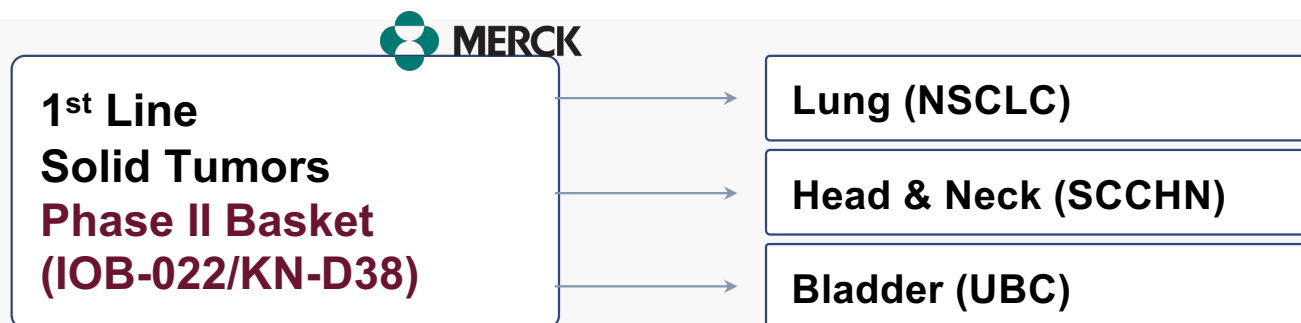 MERCK
1st Line
Solid Tumors
Phase II Basket
(IOB-022/KN-D38)
Lung (NSCLC)
Head & Neck (SCCHN)
Bladder (UBC)